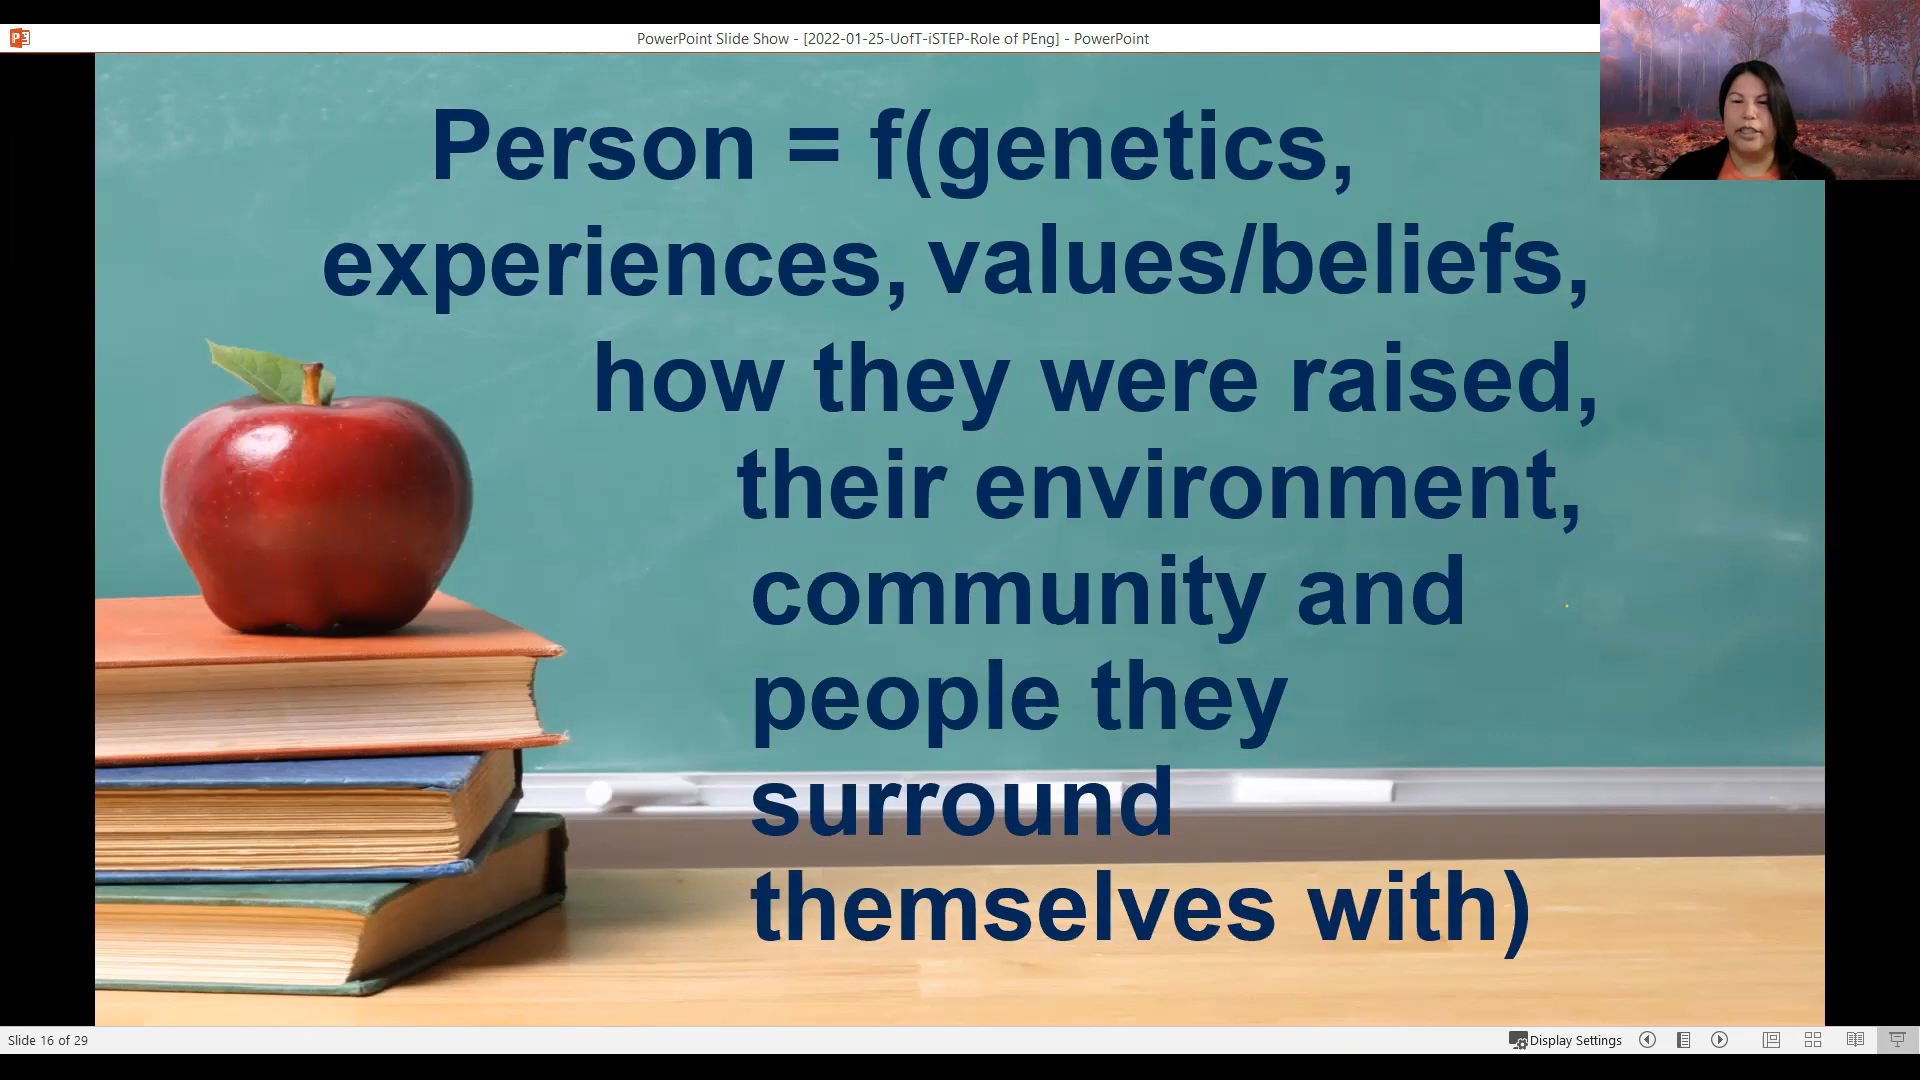 PowerPoint Slide Show - [2022-01-25-UofT-iSTEP-Role of PEng] - PowerPoint
Person = f(genetics,
experiences, values/beliefs,
how they were raised,
their environment,
community and
people they
surround
themselves with)
Slide 16 of 29
Display Settings